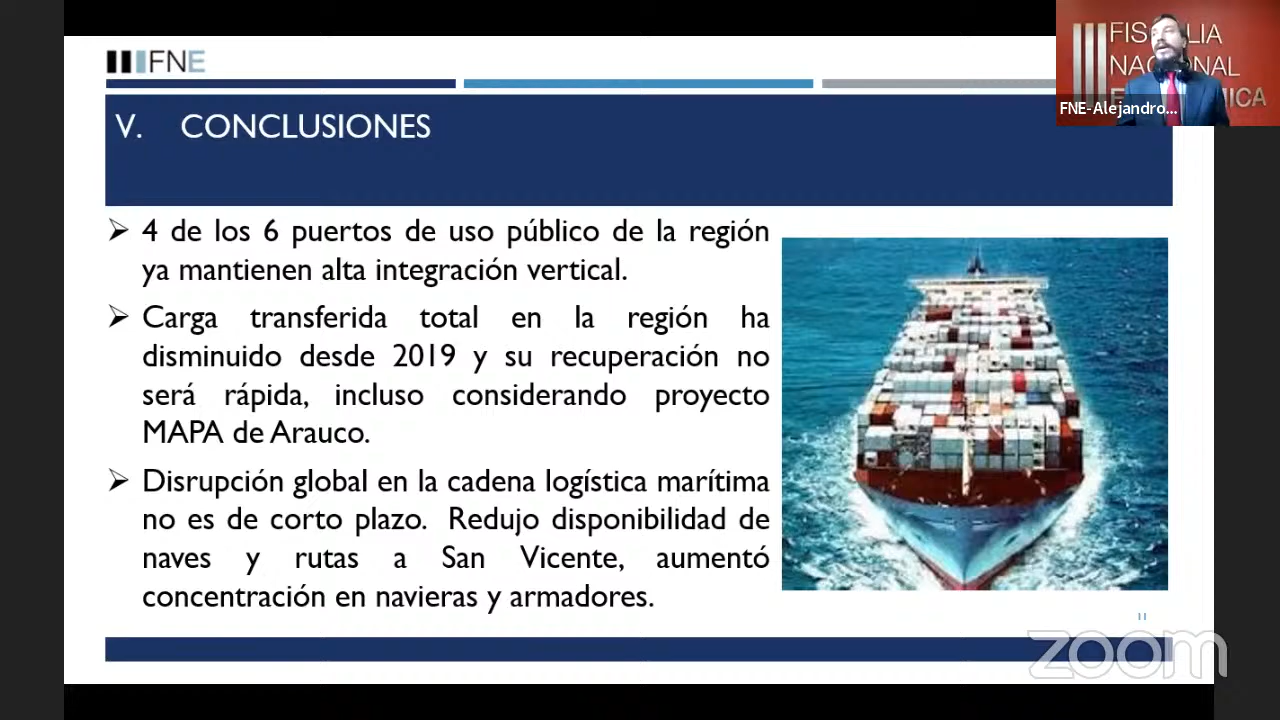 FNE
V. CONCLUSIONES
4 de los 6 puertos de uso público de la región
ya mantienen alta integración vertical.
Carga transferida total en la región ha
disminuido desde 2019 y su recuperación no
será rápida, incluso considerando proyecto
MAPA de Arauco.
Disrupción global en la cadena logística marítima
no es de corto plazo. Redujo disponibilidad de
naves y rutas a San Vicente, aumentó
concentración en navieras y armadores.
11
zoom
FNE-Alejandro...